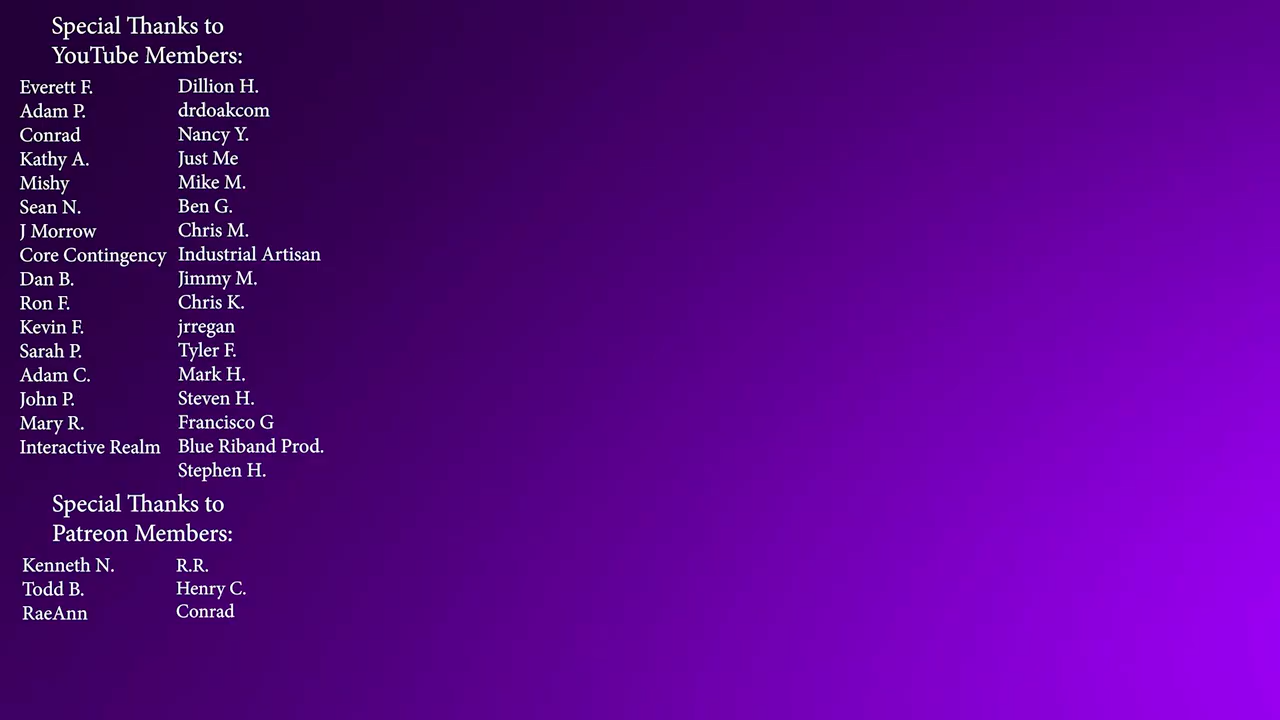 Special Thanks to
YouTube Members:
Everett F.
Adam P.
Conrad
Kathy A.
Mishy
Sean N.
J Morrow
Core Contingency
Dan B.
Ron F.
Kevin F.
Sarah P.
Adam C.
John P.
Mary R.
Interactive Realm
Dillion H.
drdoakcom
Nancy Y.
Just Me
Mike M.
Ben G.
Chris M.
Industrial Artisan
Jimmy M.
Chris K.
jrregan
Tyler F.
Mark H.
Steven H.
Francisco G
Blue Riband Prod.
Stephen H.
Special Thanks to
Patreon Members:
Kenneth N.
Todd B.
RaeAnn
R.R.
Henry C.
Conrad